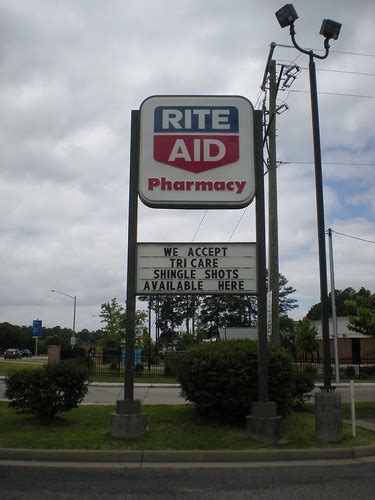 RITE
AID
Pharmacy
WE ACCEPT
TRI CARE
SHINGLE SHOTS
AVAILABLE HERE